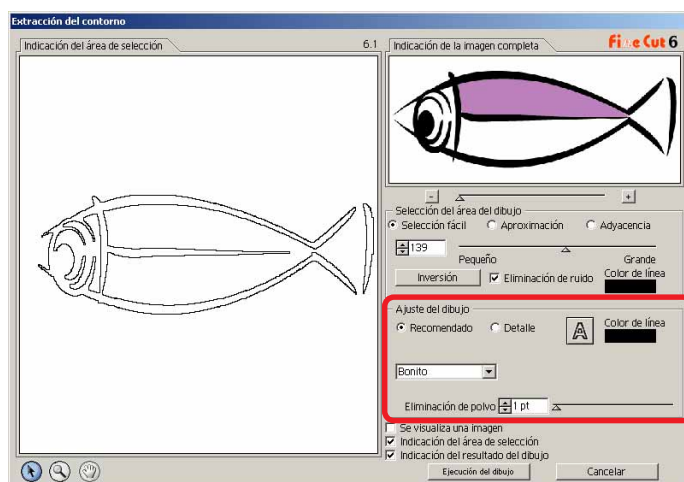 Extracción del contorno
Indicación del área de selección 6.1
Indicación de la imagen completa
Fine Cut 6
- +
Selección del área del dibujo
Selección fácil Aproximación Adyacencia
139
Pequeño Grande
Inversión Eliminación de ruido Color de línea
Ajuste del dibujo
Recomendado Detalle A Color de línea
Bonito
Eliminación de polvo 1 pt
Se visualiza una imagen
Indicación del área de selección
Indicación del resultado del dibujo
Ejecución del dibujo Cancelar